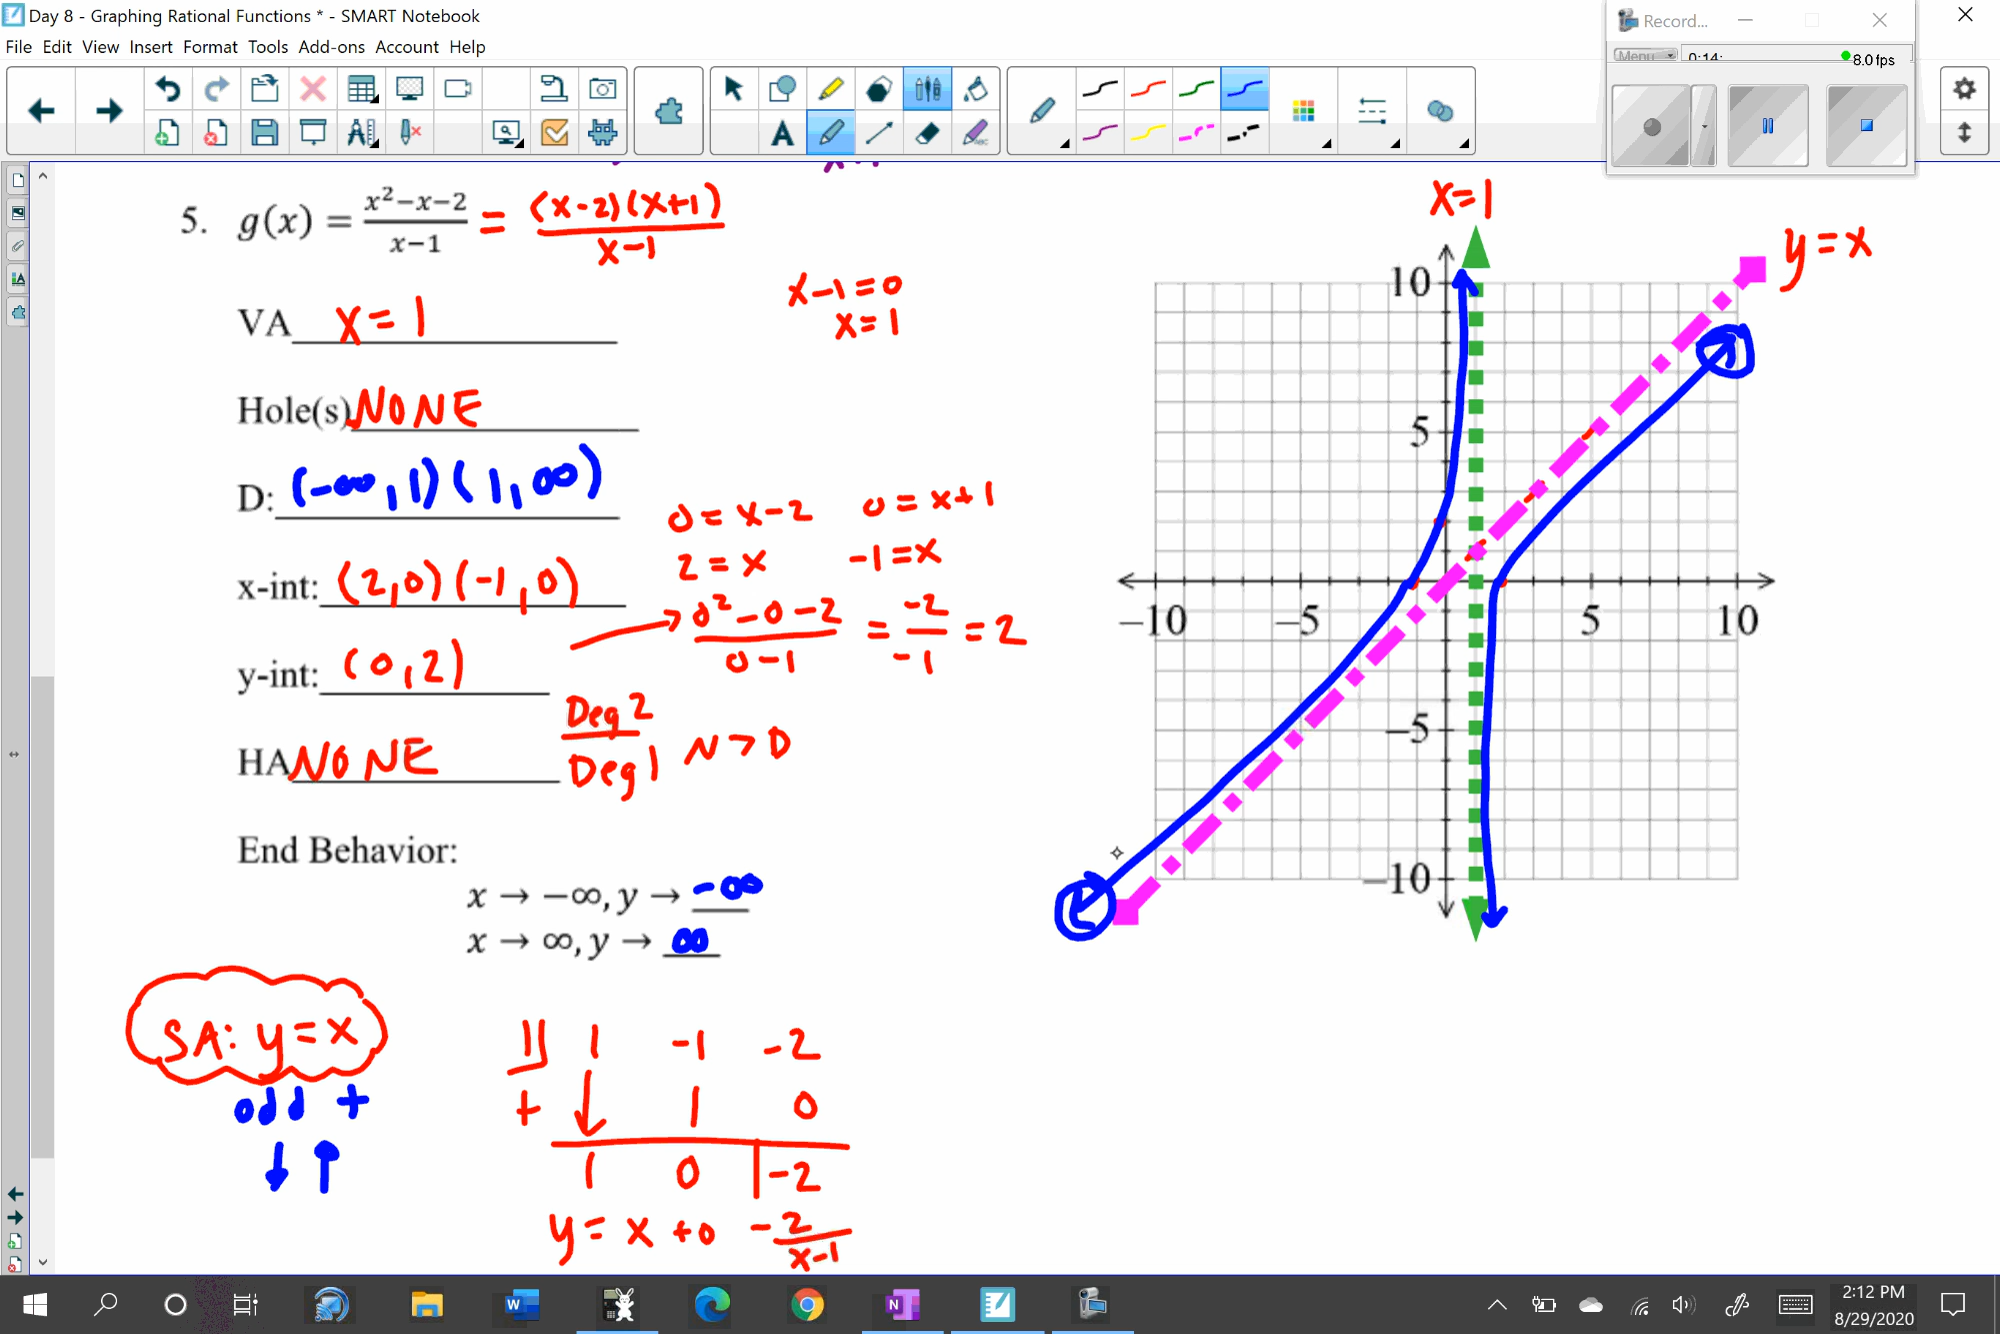 Day 8 - Graphing Rational Functions * - SMART Notebook
Record...
File Edit View Insert Format Tools Add-ons Account Help
Menu 0:14: 8.0 fps
A
5. g(x) = x²−x−2 / x−1 = (x-2)(x+1) / x-1
x-1=0
x=1
VA x=1
Hole(s) NONE
D: (-∞,1)(1,∞)
0=x-2 0=x+1
2=x -1=x
x-int: (2,0)(-1,0)
0²-0-2 / 0-1 = -2 / -1 = 2
y-int: (0,2)
HA NONE
Deg 2 / Deg 1 N>D
End Behavior:
x → −∞, y → -∞
x → ∞, y → ∞
SA: y=x
odd +
↓ ↑
1 1 -1 -2
+ ↓ 1 0
1 0 -2
y = x +0 - 2 / x-1
x=1
y=x
10
5
−10 −5 5 10
−5
−10
2:12 PM
8/29/2020